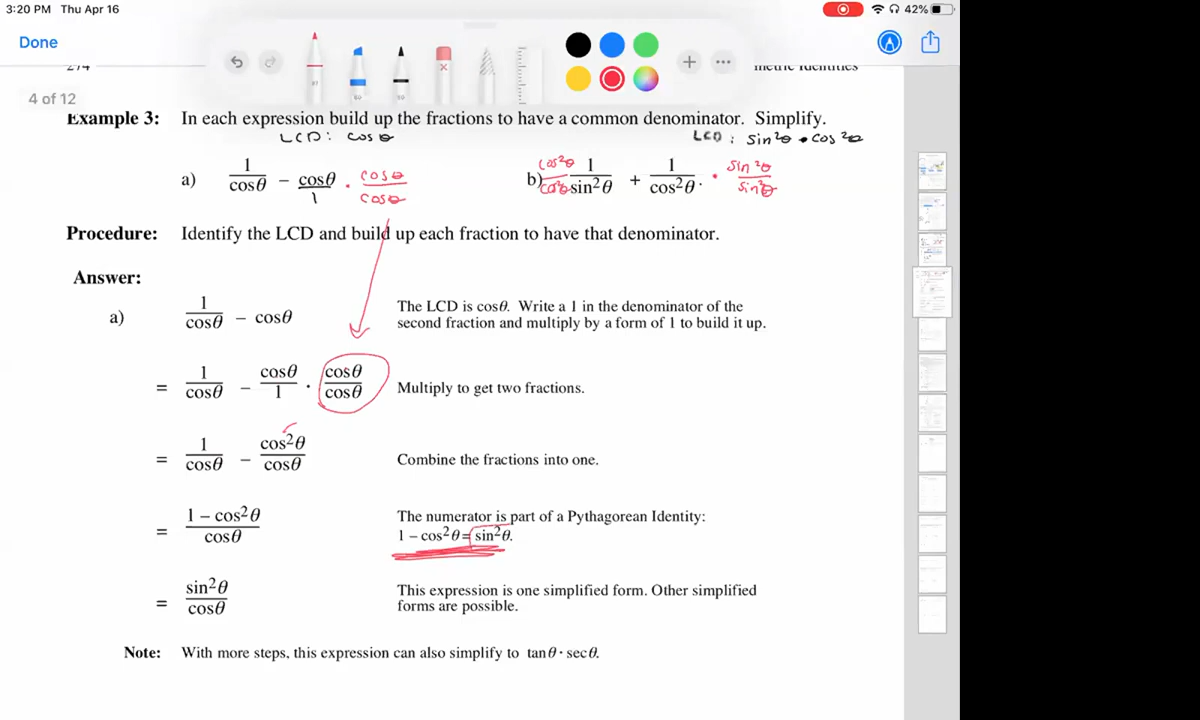 3:20 PM Thu Apr 16 42%
Done
274 metric Identities
4 of 12
Example 3: In each expression build up the fractions to have a common denominator. Simplify.
LCD: cosθ LCD: sin²θ • cos²θ
a) 1/cosθ − cosθ/1 · cosθ/cosθ b) cos²θ/cos²θ 1/sin²θ + 1/cos²θ · sin²θ/sin²θ
Procedure: Identify the LCD and build up each fraction to have that denominator.
Answer:
a) 1/cosθ − cosθ The LCD is cosθ. Write a 1 in the denominator of the
second fraction and multiply by a form of 1 to build it up.
= 1/cosθ − cosθ/1 · cosθ/cosθ Multiply to get two fractions.
= 1/cosθ − cos²θ/cosθ Combine the fractions into one.
= 1 − cos²θ/cosθ The numerator is part of a Pythagorean Identity:
1 − cos²θ = sin²θ.
= sin²θ/cosθ This expression is one simplified form. Other simplified
forms are possible.
Note: With more steps, this expression can also simplify to tanθ · secθ.